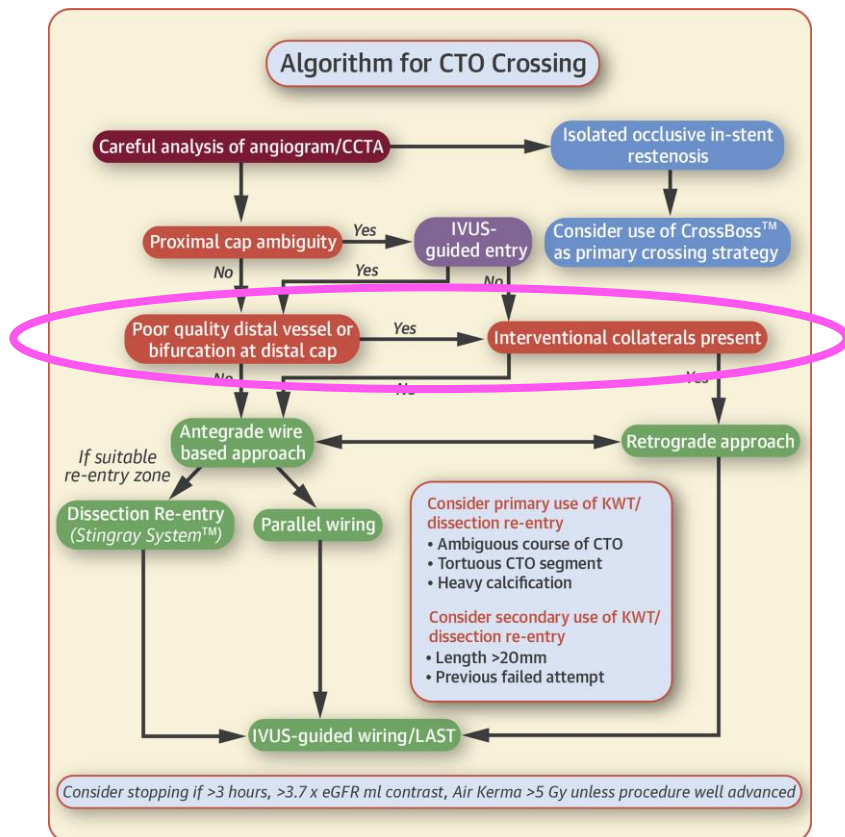 Algorithm for CTO Crossing
Careful analysis of angiogram/CCTA
Isolated occlusive in-stent
restenosis
Proximal cap ambiguity
Yes
IVUS-
guided entry
Consider use of CrossBoss™
as primary crossing strategy
No
Yes
No
Poor quality distal vessel or
bifurcation at distal cap
Yes
Interventional collaterals present
No
No
Yes
Antegrade wire
based approach
Retrograde approach
If suitable
re-entry zone
Dissection Re-entry
(Stingray System™)
Parallel wiring
Consider primary use of KWT/
dissection re-entry
• Ambiguous course of CTO
• Tortuous CTO segment
• Heavy calcification
Consider secondary use of KWT/
dissection re-entry
• Length >20mm
• Previous failed attempt
IVUS-guided wiring/LAST
Consider stopping if >3 hours, >3.7 x eGFR ml contrast, Air Kerma >5 Gy unless procedure well advanced